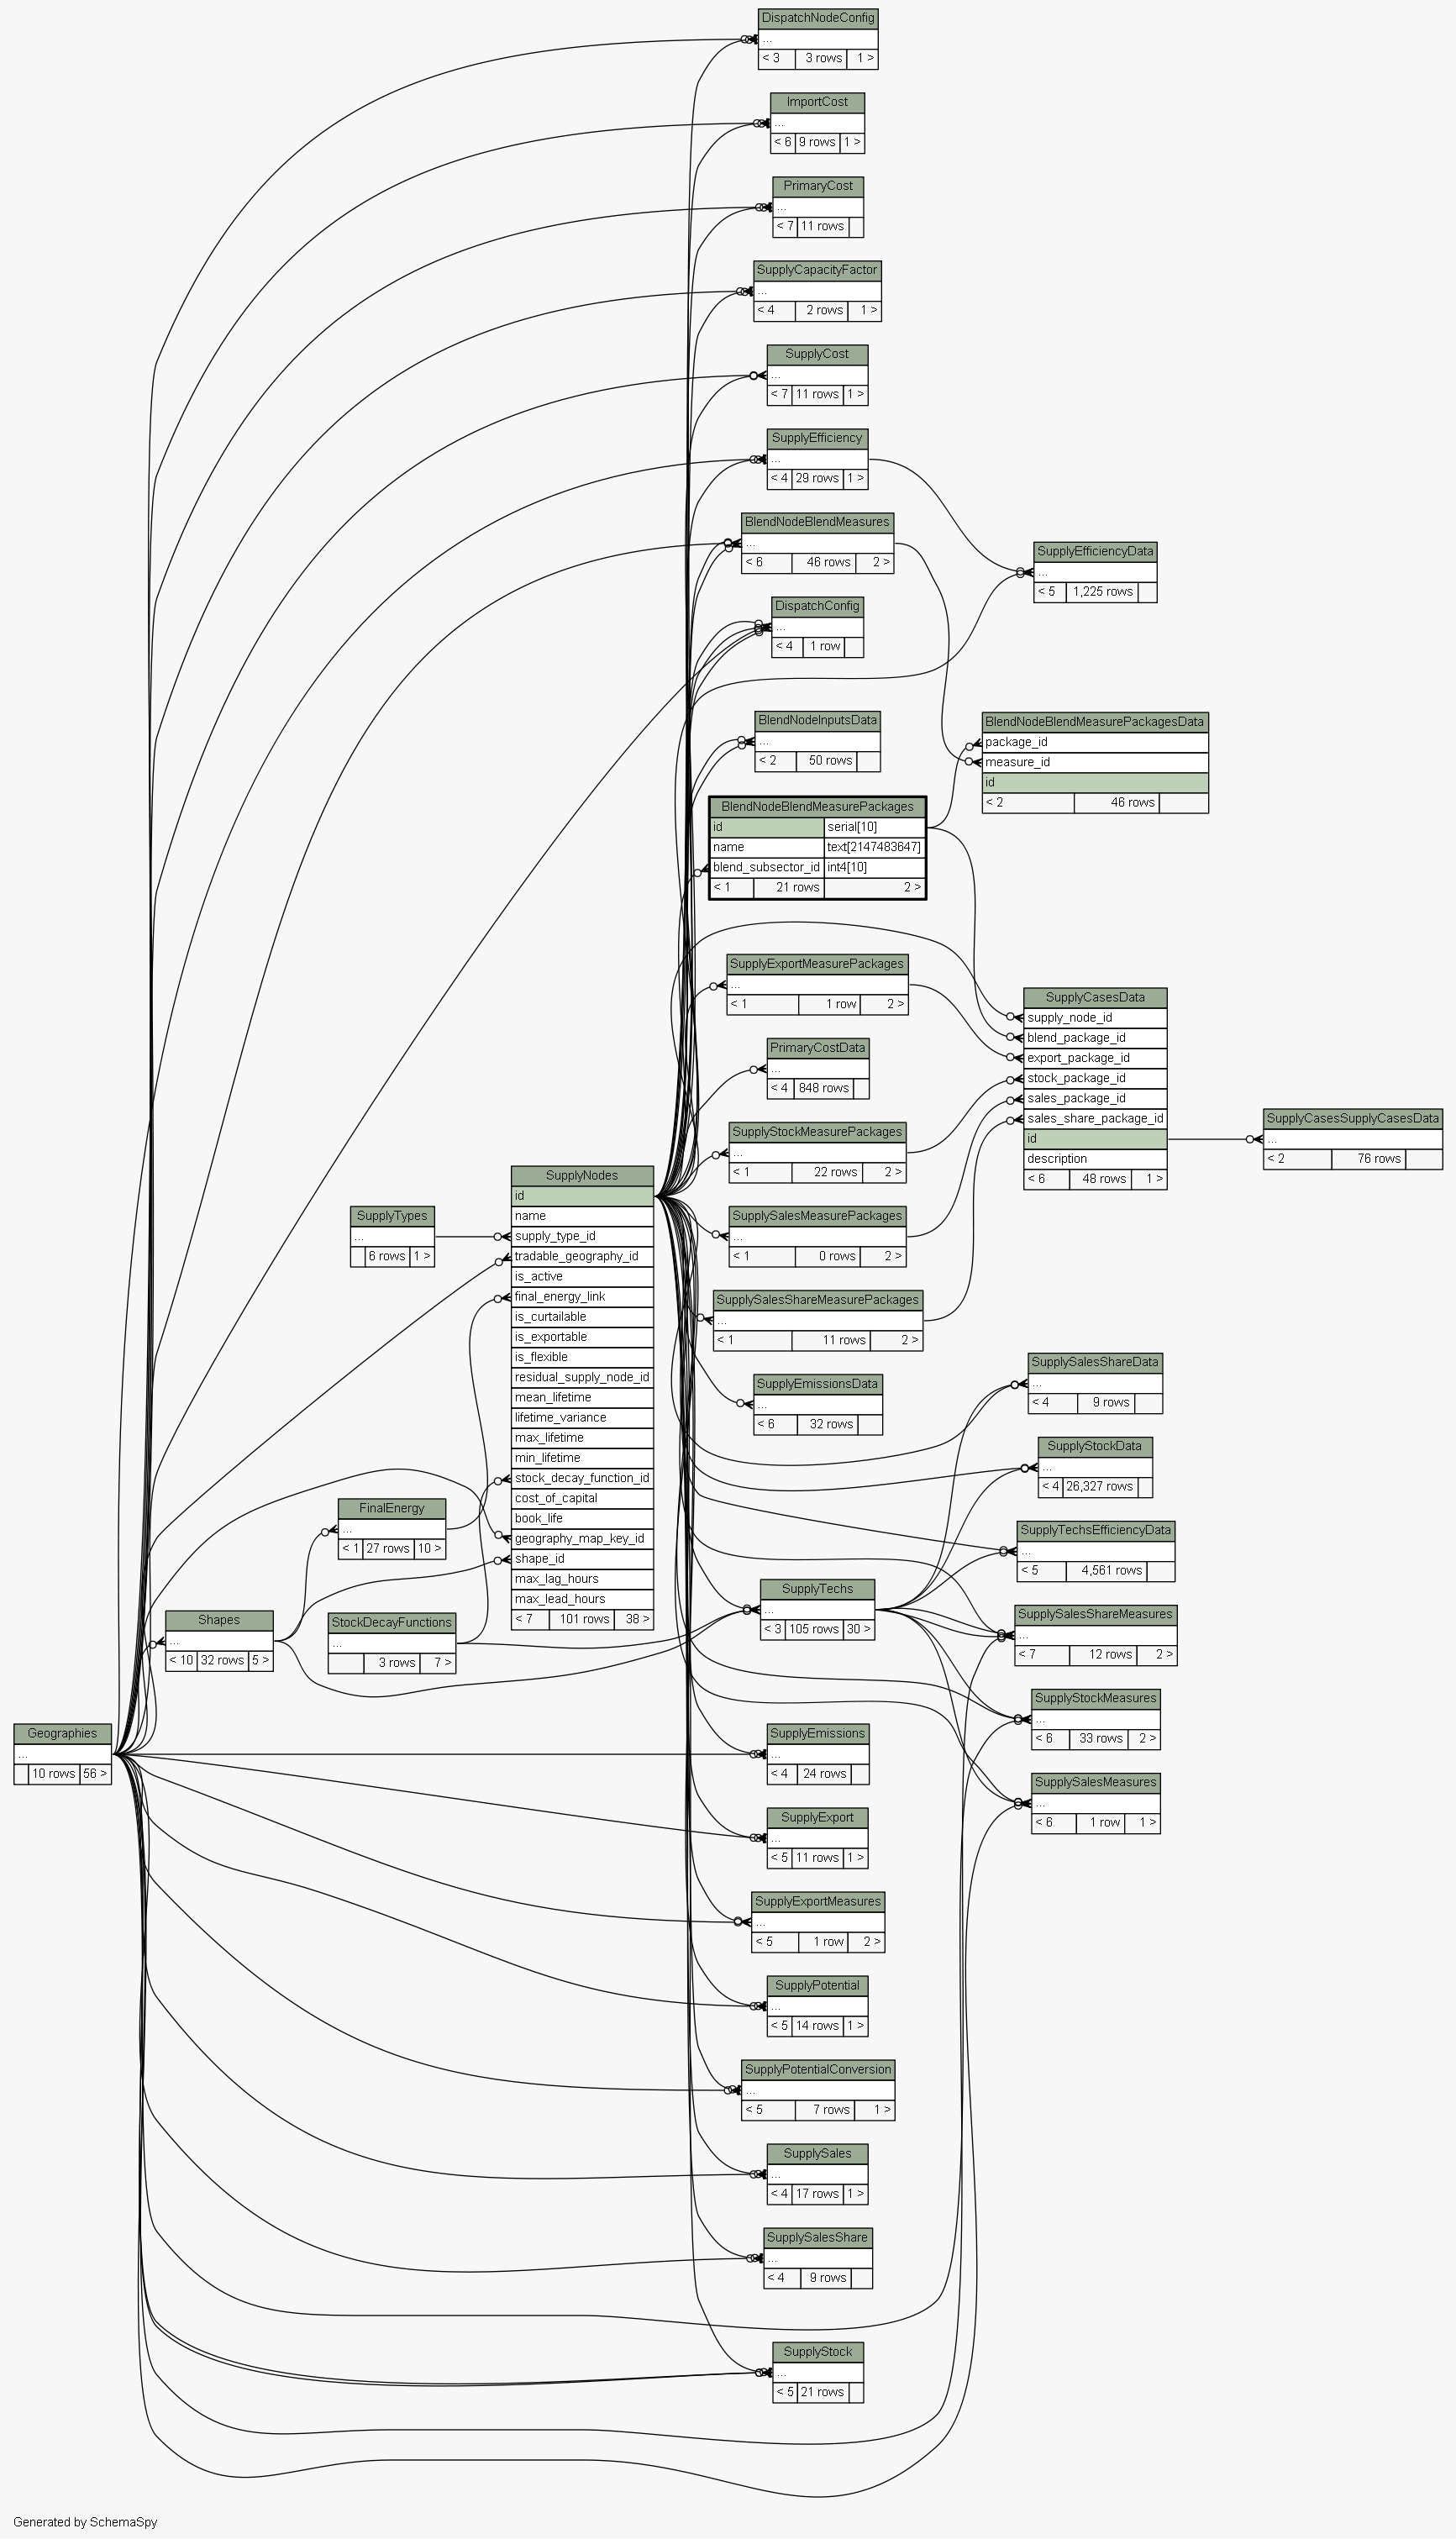 DispatchNodeConfig
...
< 3 3 rows 1 >
ImportCost
...
< 6 9 rows 1 >
PrimaryCost
...
< 7 11 rows
SupplyCapacityFactor
...
< 4 2 rows 1 >
SupplyCost
...
< 7 11 rows 1 >
SupplyEfficiency
...
< 4 29 rows 1 >
BlendNodeBlendMeasures
...
< 6 46 rows 2 >
SupplyEfficiencyData
...
< 5 1,225 rows
DispatchConfig
...
< 4 1 row
BlendNodeInputsData
...
< 2 50 rows
BlendNodeBlendMeasurePackagesData
package_id
measure_id
id
< 2 46 rows
BlendNodeBlendMeasurePackages
id serial[10]
name text[2147483647]
blend_subsector_id int4[10]
< 1 21 rows 2 >
SupplyExportMeasurePackages
...
< 1 1 row 2 >
SupplyCasesData
supply_node_id
blend_package_id
export_package_id
stock_package_id
sales_package_id
sales_share_package_id
id
description
< 6 48 rows 1 >
PrimaryCostData
...
< 4 848 rows
SupplyCasesSupplyCasesData
...
< 2 76 rows
SupplyStockMeasurePackages
...
< 1 22 rows 2 >
SupplySalesMeasurePackages
...
< 1 0 rows 2 >
SupplySalesShareMeasurePackages
...
< 1 11 rows 2 >
SupplyNodes
id
name
supply_type_id
tradable_geography_id
is_active
final_energy_link
is_curtailable
is_exportable
is_flexible
residual_supply_node_id
mean_lifetime
lifetime_variance
max_lifetime
min_lifetime
stock_decay_function_id
cost_of_capital
book_life
geography_map_key_id
shape_id
max_lag_hours
max_lead_hours
< 7 101 rows 38 >
SupplyTypes
...
6 rows 1 >
SupplyEmissionsData
...
< 6 32 rows
SupplySalesShareData
...
< 4 9 rows
SupplyStockData
...
< 4 26,327 rows
FinalEnergy
...
< 1 27 rows 10 >
SupplyTechsEfficiencyData
...
< 5 4,561 rows
SupplyTechs
...
< 3 105 rows 30 >
SupplySalesShareMeasures
...
< 7 12 rows 2 >
Shapes
...
< 10 32 rows 5 >
StockDecayFunctions
...
3 rows 7 >
SupplyStockMeasures
...
< 6 33 rows 2 >
Geographies
...
10 rows 56 >
SupplyEmissions
...
< 4 24 rows
SupplySalesMeasures
...
< 6 1 row 1 >
SupplyExport
...
< 5 11 rows 1 >
SupplyExportMeasures
...
< 5 1 row 2 >
SupplyPotential
...
< 5 14 rows 1 >
SupplyPotentialConversion
...
< 5 7 rows 1 >
SupplySales
...
< 4 17 rows 1 >
SupplySalesShare
...
< 4 9 rows
SupplyStock
...
< 5 21 rows
Generated by SchemaSpy